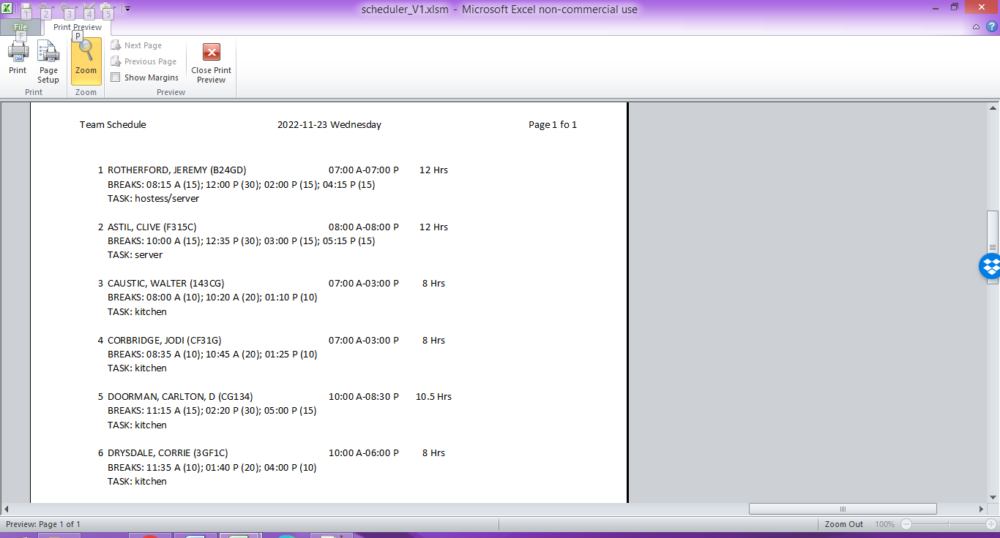 scheduler_V1.xlsm - Microsoft Excel non-commercial use
1 2 3 4 5
File Print Preview
F P
Print Page Setup Zoom
Next Page
Previous Page
Show Margins
Close Print Preview
Print Zoom Preview
Team Schedule 2022-11-23 Wednesday Page 1 fo 1
1 ROTHERFORD, JEREMY (B24GD) 07:00 A-07:00 P 12 Hrs
BREAKS: 08:15 A (15); 12:00 P (30); 02:00 P (15); 04:15 P (15)
TASK: hostess/server
2 ASTIL, CLIVE (F315C) 08:00 A-08:00 P 12 Hrs
BREAKS: 10:00 A (15); 12:35 P (30); 03:00 P (15); 05:15 P (15)
TASK: server
3 CAUSTIC, WALTER (143CG) 07:00 A-03:00 P 8 Hrs
BREAKS: 08:00 A (10); 10:20 A (20); 01:10 P (10)
TASK: kitchen
4 CORBRIDGE, JODI (CF31G) 07:00 A-03:00 P 8 Hrs
BREAKS: 08:35 A (10); 10:45 A (20); 01:25 P (10)
TASK: kitchen
5 DOORMAN, CARLTON, D (CG134) 10:00 A-08:30 P 10.5 Hrs
BREAKS: 11:15 A (15); 02:20 P (30); 05:00 P (15)
TASK: kitchen
6 DRYSDALE, CORRIE (3GF1C) 10:00 A-06:00 P 8 Hrs
BREAKS: 11:35 A (10); 01:40 P (20); 04:00 P (10)
TASK: kitchen
Preview: Page 1 of 1 Zoom Out 100%